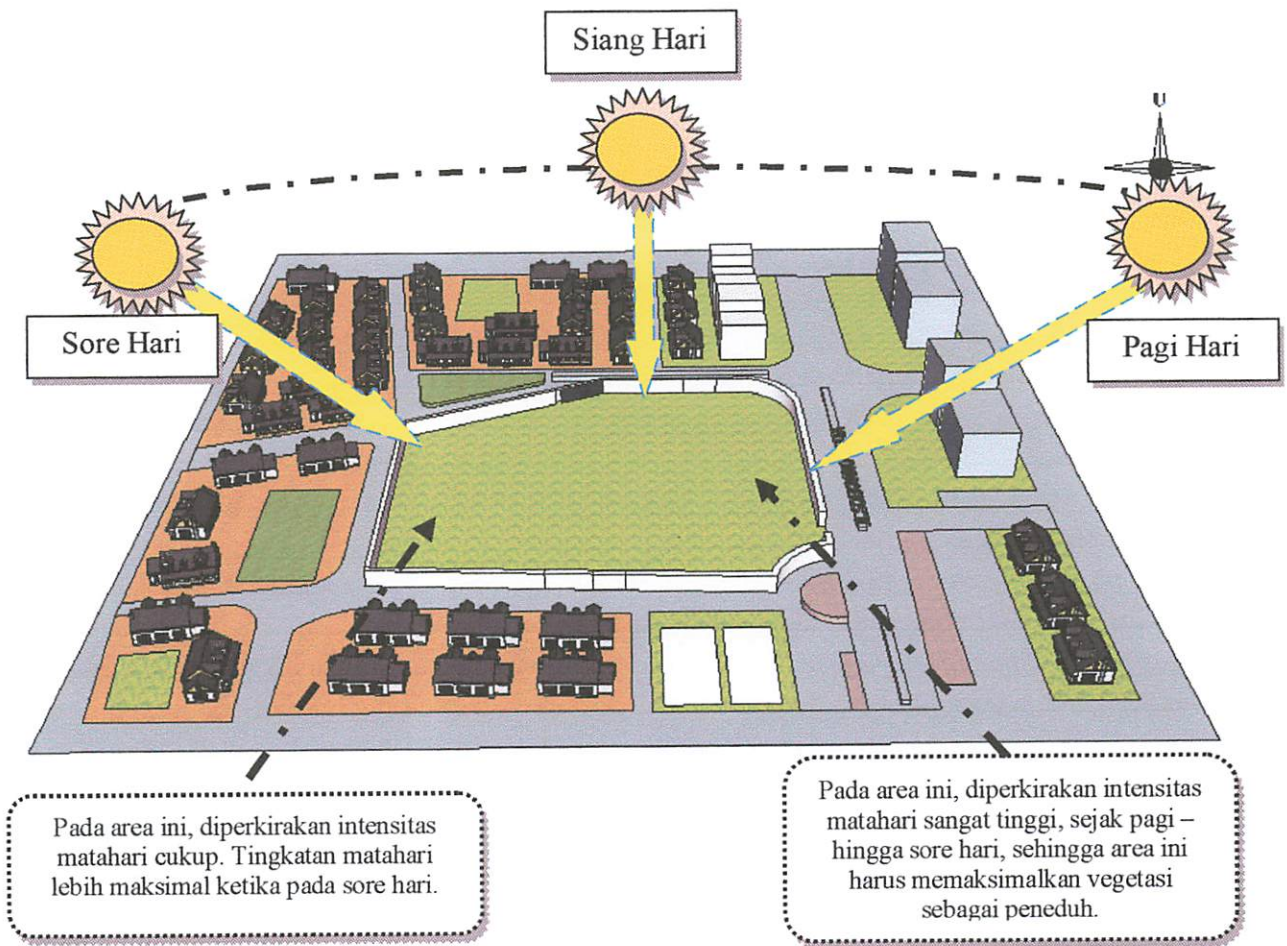 Siang Hari
U
Sore Hari
Pagi Hari
Pada area ini, diperkirakan intensitas
matahari cukup. Tingkatan matahari
lebih maksimal ketika pada sore hari.
Pada area ini, diperkirakan intensitas
matahari sangat tinggi, sejak pagi –
hingga sore hari, sehingga area ini
harus memaksimalkan vegetasi
sebagai peneduh.